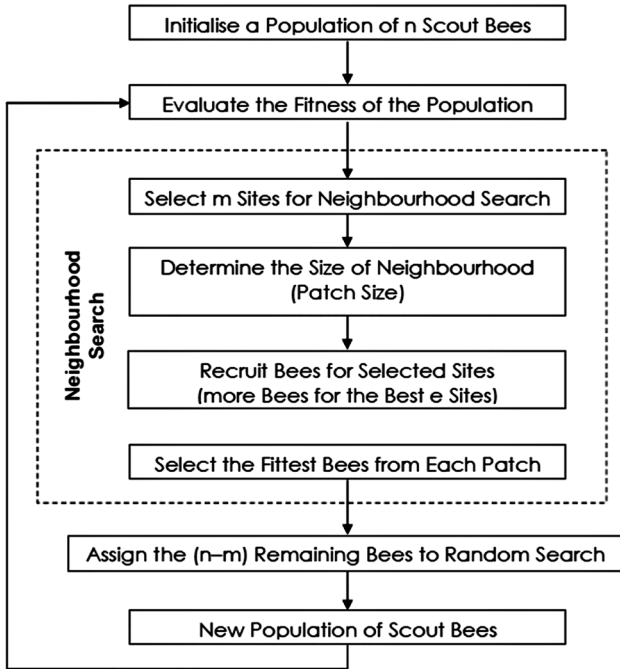 Initialise a Population of n Scout Bees
Evaluate the Fitness of the Population
Neighbourhood
Search
Select m Sites for Neighbourhood Search
Determine the Size of Neighbourhood
(Patch Size)
Recruit Bees for Selected Sites
(more Bees for the Best e Sites)
Select the Fittest Bees from Each Patch
Assign the (n–m) Remaining Bees to Random Search
New Population of Scout Bees